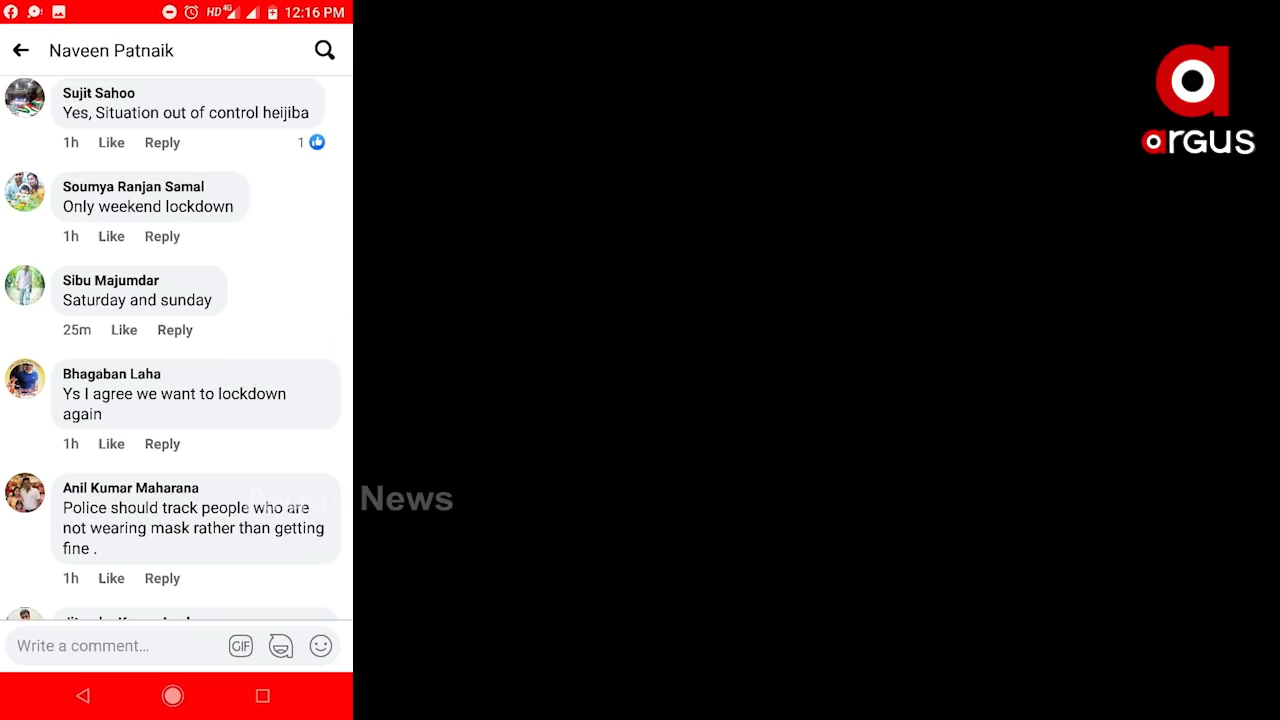 HD 4G 12:16 PM
Naveen Patnaik
Sujit Sahoo
Yes, Situation out of control heijiba
1h Like Reply 1
Soumya Ranjan Samal
Only weekend lockdown
1h Like Reply
Sibu Majumdar
Saturday and sunday
25m Like Reply
Bhagaban Laha
Ys I agree we want to lockdown
again
1h Like Reply
Anil Kumar Maharana
Police should track people who are
not wearing mask rather than getting
fine .
1h Like Reply
Write a comment...
GIF
argus
Argus News